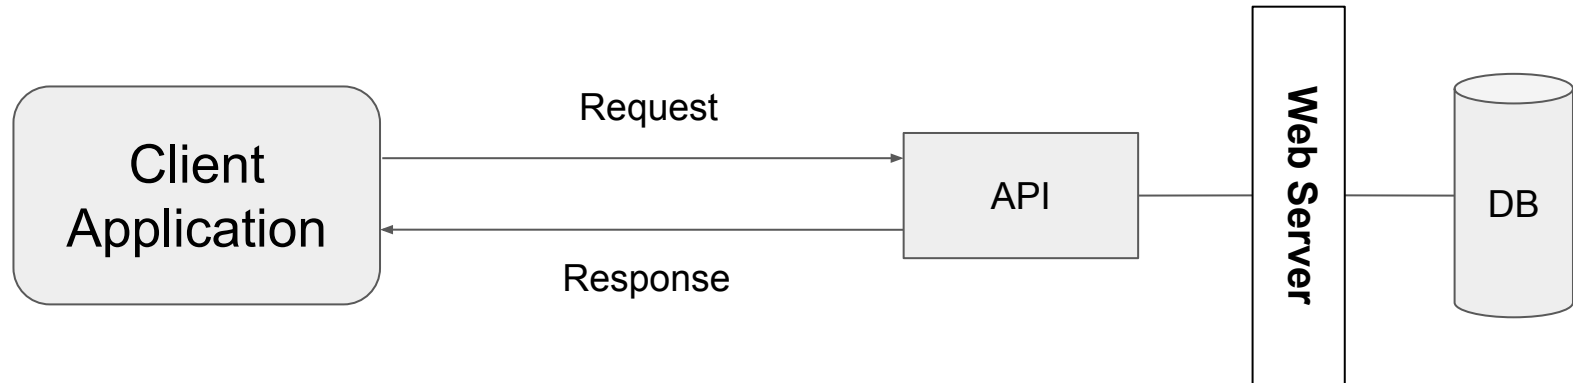 Client
Application
Request
Response
API
Web Server
DB